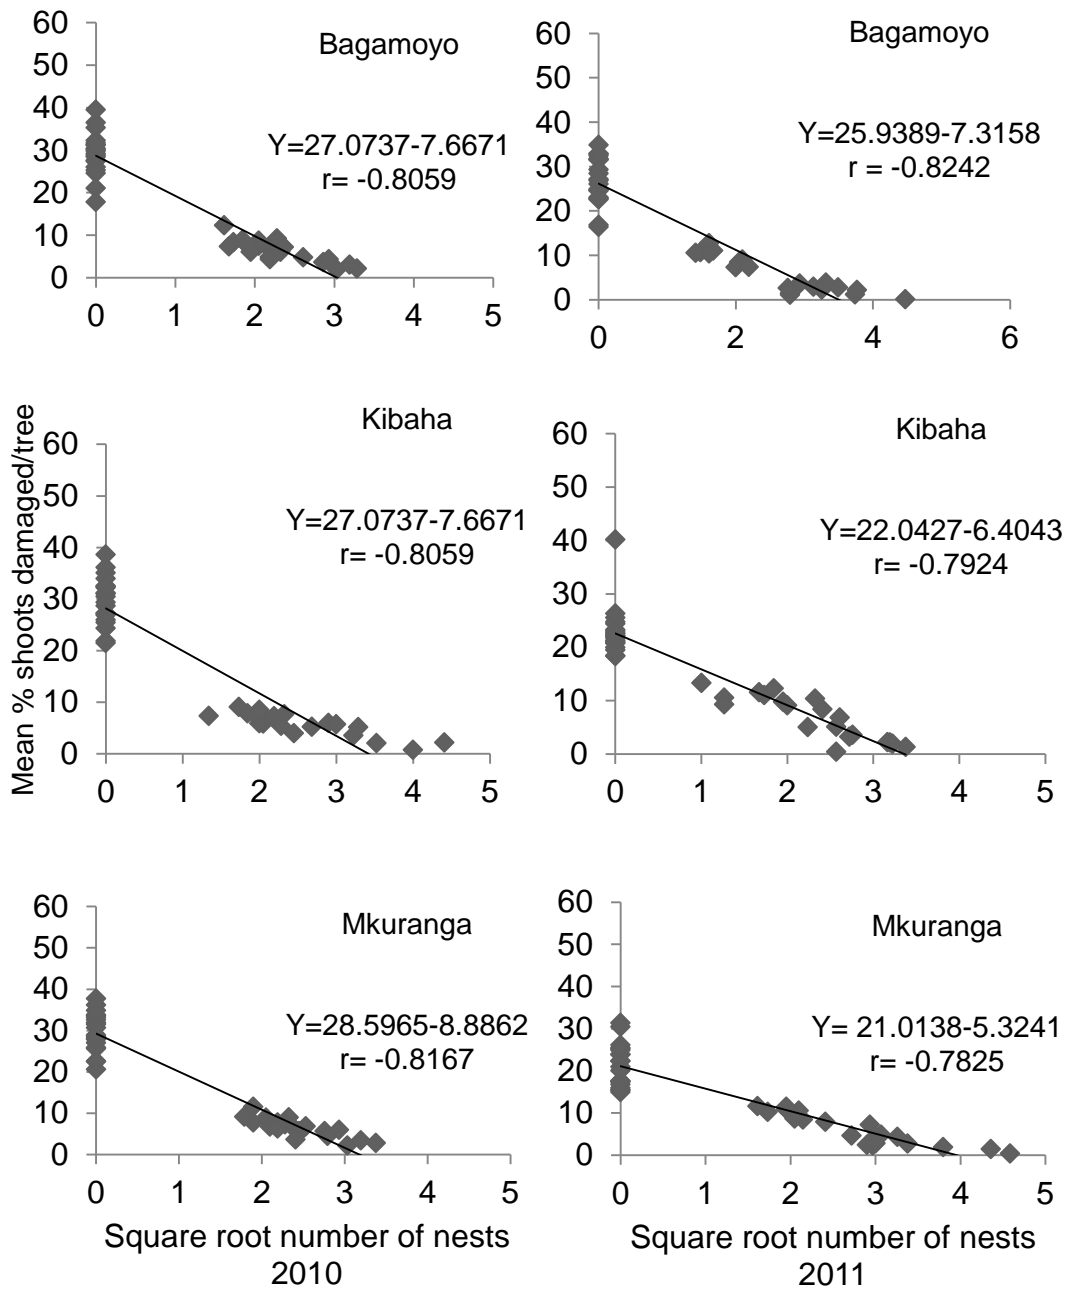 Mean % shoots damaged/tree
Bagamoyo
Y=27.0737-7.6671
r= -0.8059
60
50
40
30
20
10
0
0 1 2 3 4 5
Bagamoyo
Y=25.9389-7.3158
r = -0.8242
60
50
40
30
20
10
0
0 2 4 6
Kibaha
Y=27.0737-7.6671
r= -0.8059
60
50
40
30
20
10
0
0 1 2 3 4 5
Kibaha
Y=22.0427-6.4043
r= -0.7924
60
50
40
30
20
10
0
0 1 2 3 4 5
Mkuranga
Y=28.5965-8.8862
r= -0.8167
60
50
40
30
20
10
0
0 1 2 3 4 5
Square root number of nests
2010
Mkuranga
Y= 21.0138-5.3241
r= -0.7825
60
50
40
30
20
10
0
0 1 2 3 4 5
Square root number of nests
2011